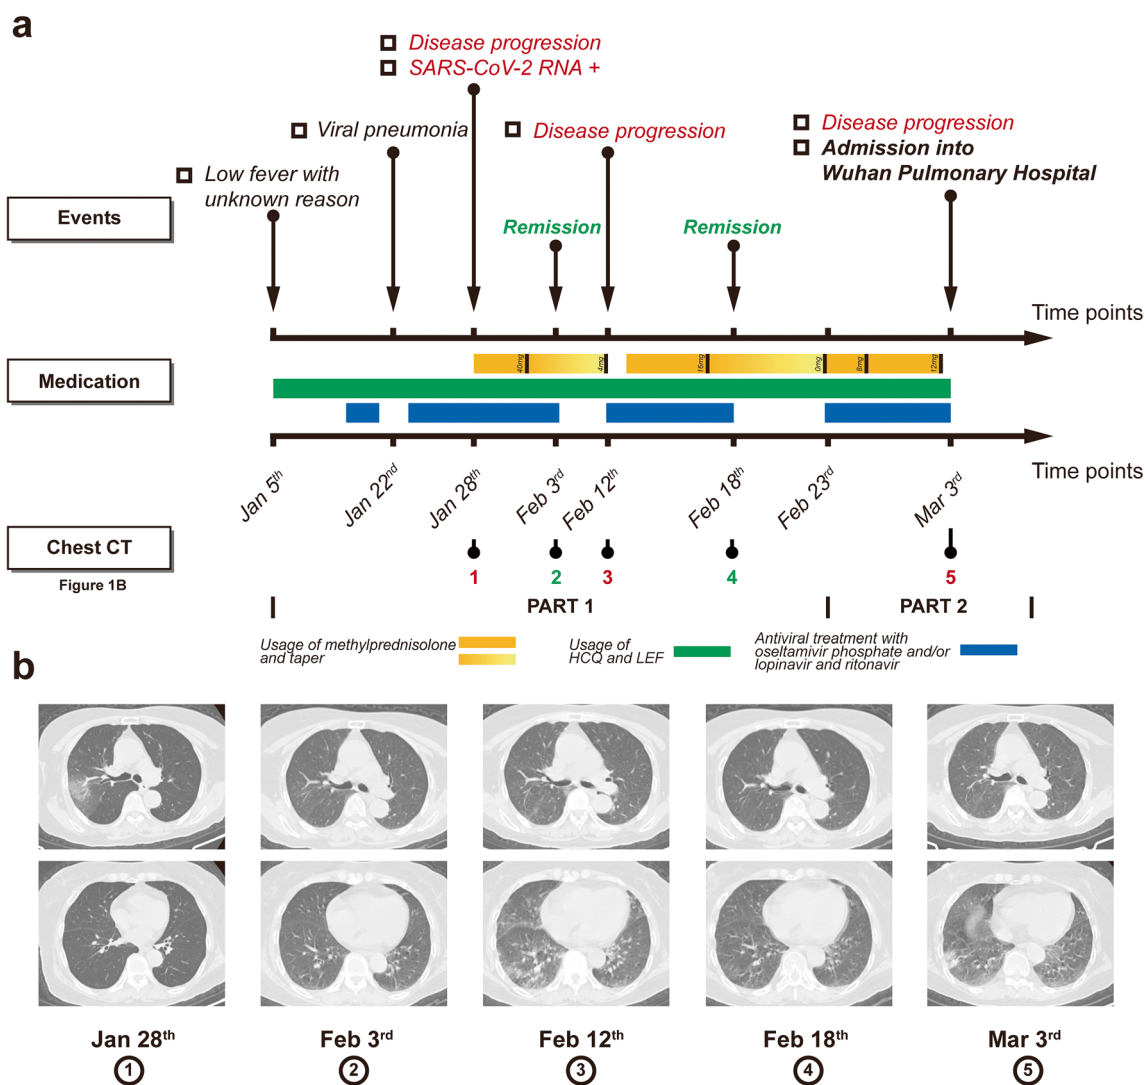 a
Disease progression
SARS-CoV-2 RNA +
Viral pneumonia
Disease progression
Disease progression
Admission into
Wuhan Pulmonary Hospital
Low fever with
unknown reason
Events
Remission
Remission
Time points
Medication
40mg
4mg
16mg
0mg
8mg
12mg
Time points
Jan 5th
Jan 22nd
Jan 28th
Feb 3rd
Feb 12th
Feb 18th
Feb 23rd
Mar 3rd
Chest CT
Figure 1B
1
2
3
4
5
PART 1
PART 2
Usage of methylprednisolone
and taper
Usage of
HCQ and LEF
Antiviral treatment with
oseltamivir phosphate and/or
lopinavir and ritonavir
b
Jan 28th
Feb 3rd
Feb 12th
Feb 18th
Mar 3rd
1
2
3
4
5